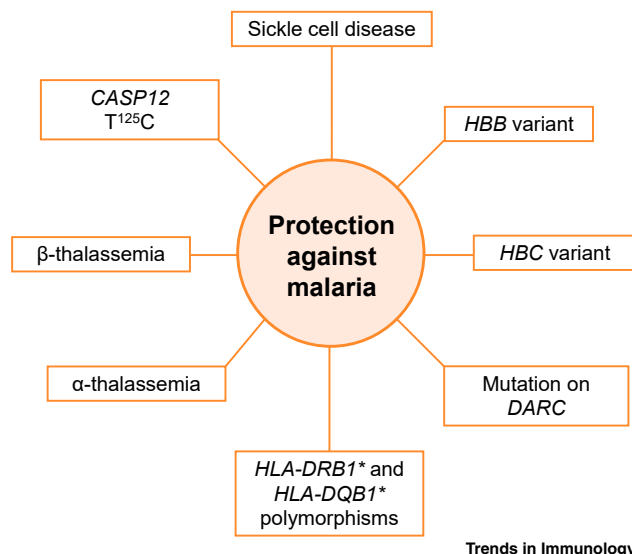 Sickle cell disease
CASP12
T¹²⁵C
HBB variant
Protection
against
malaria
β-thalassemia
HBC variant
α-thalassemia
Mutation on
DARC
HLA-DRB1* and
HLA-DQB1*
polymorphisms
Trends in Immunology